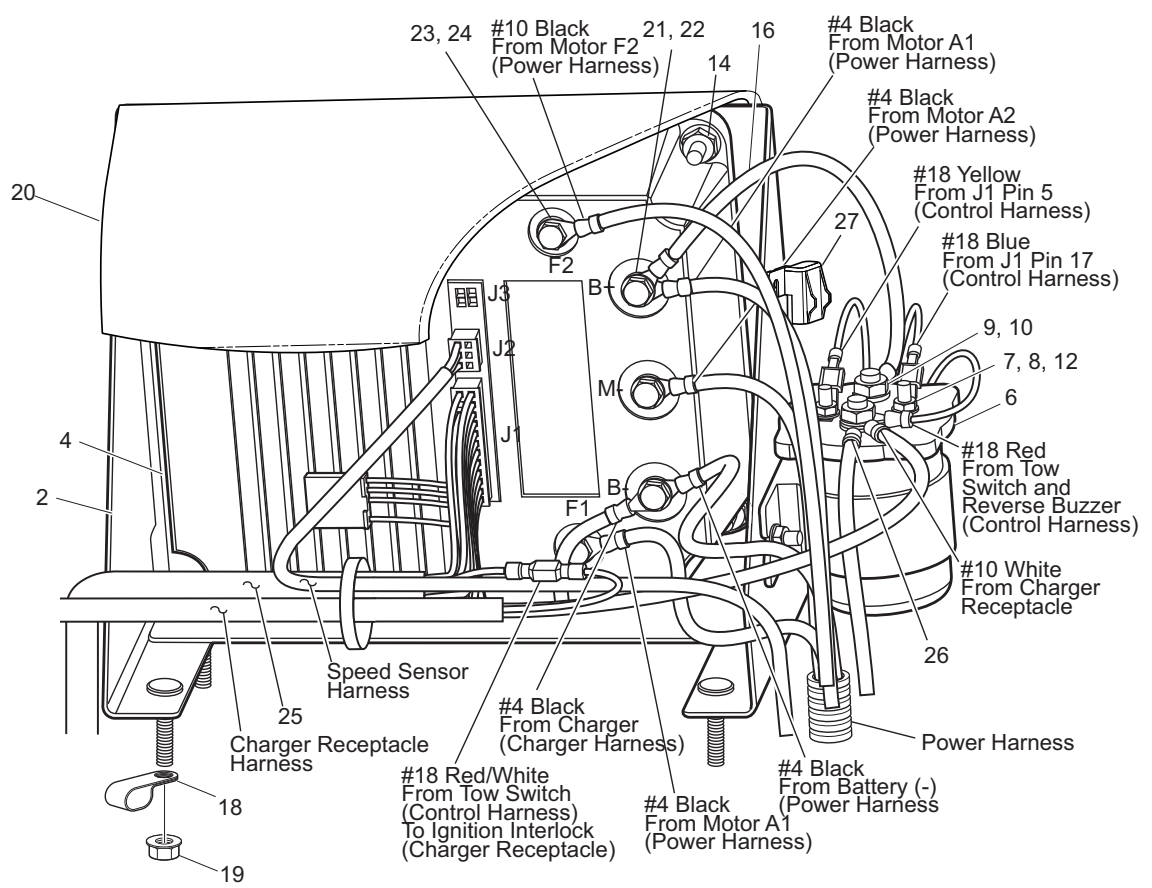 23, 24
#10 Black
From Motor F2
(Power Harness)
21, 22
14
16
#4 Black
From Motor A1
(Power Harness)
#4 Black
From Motor A2
(Power Harness)
#18 Yellow
From J1 Pin 5
(Control Harness)
27
#18 Blue
From J1 Pin 17
(Control Harness)
9, 10
7, 8, 12
6
20
F2
B-
J3
J2
M-
J1
4
2
B-
F1
#18 Red
From Tow
Switch and
Reverse Buzzer
(Control Harness)
#10 White
From Charger
Receptacle
26
Speed Sensor
Harness
25
Charger Receptacle
Harness
#4 Black
From Charger
(Charger Harness)
#18 Red/White
From Tow Switch
(Control Harness)
To Ignition Interlock
(Charger Receptacle)
#4 Black
From Motor A1
(Power Harness)
#4 Black
From Battery (-)
(Power Harness
Power Harness
18
19